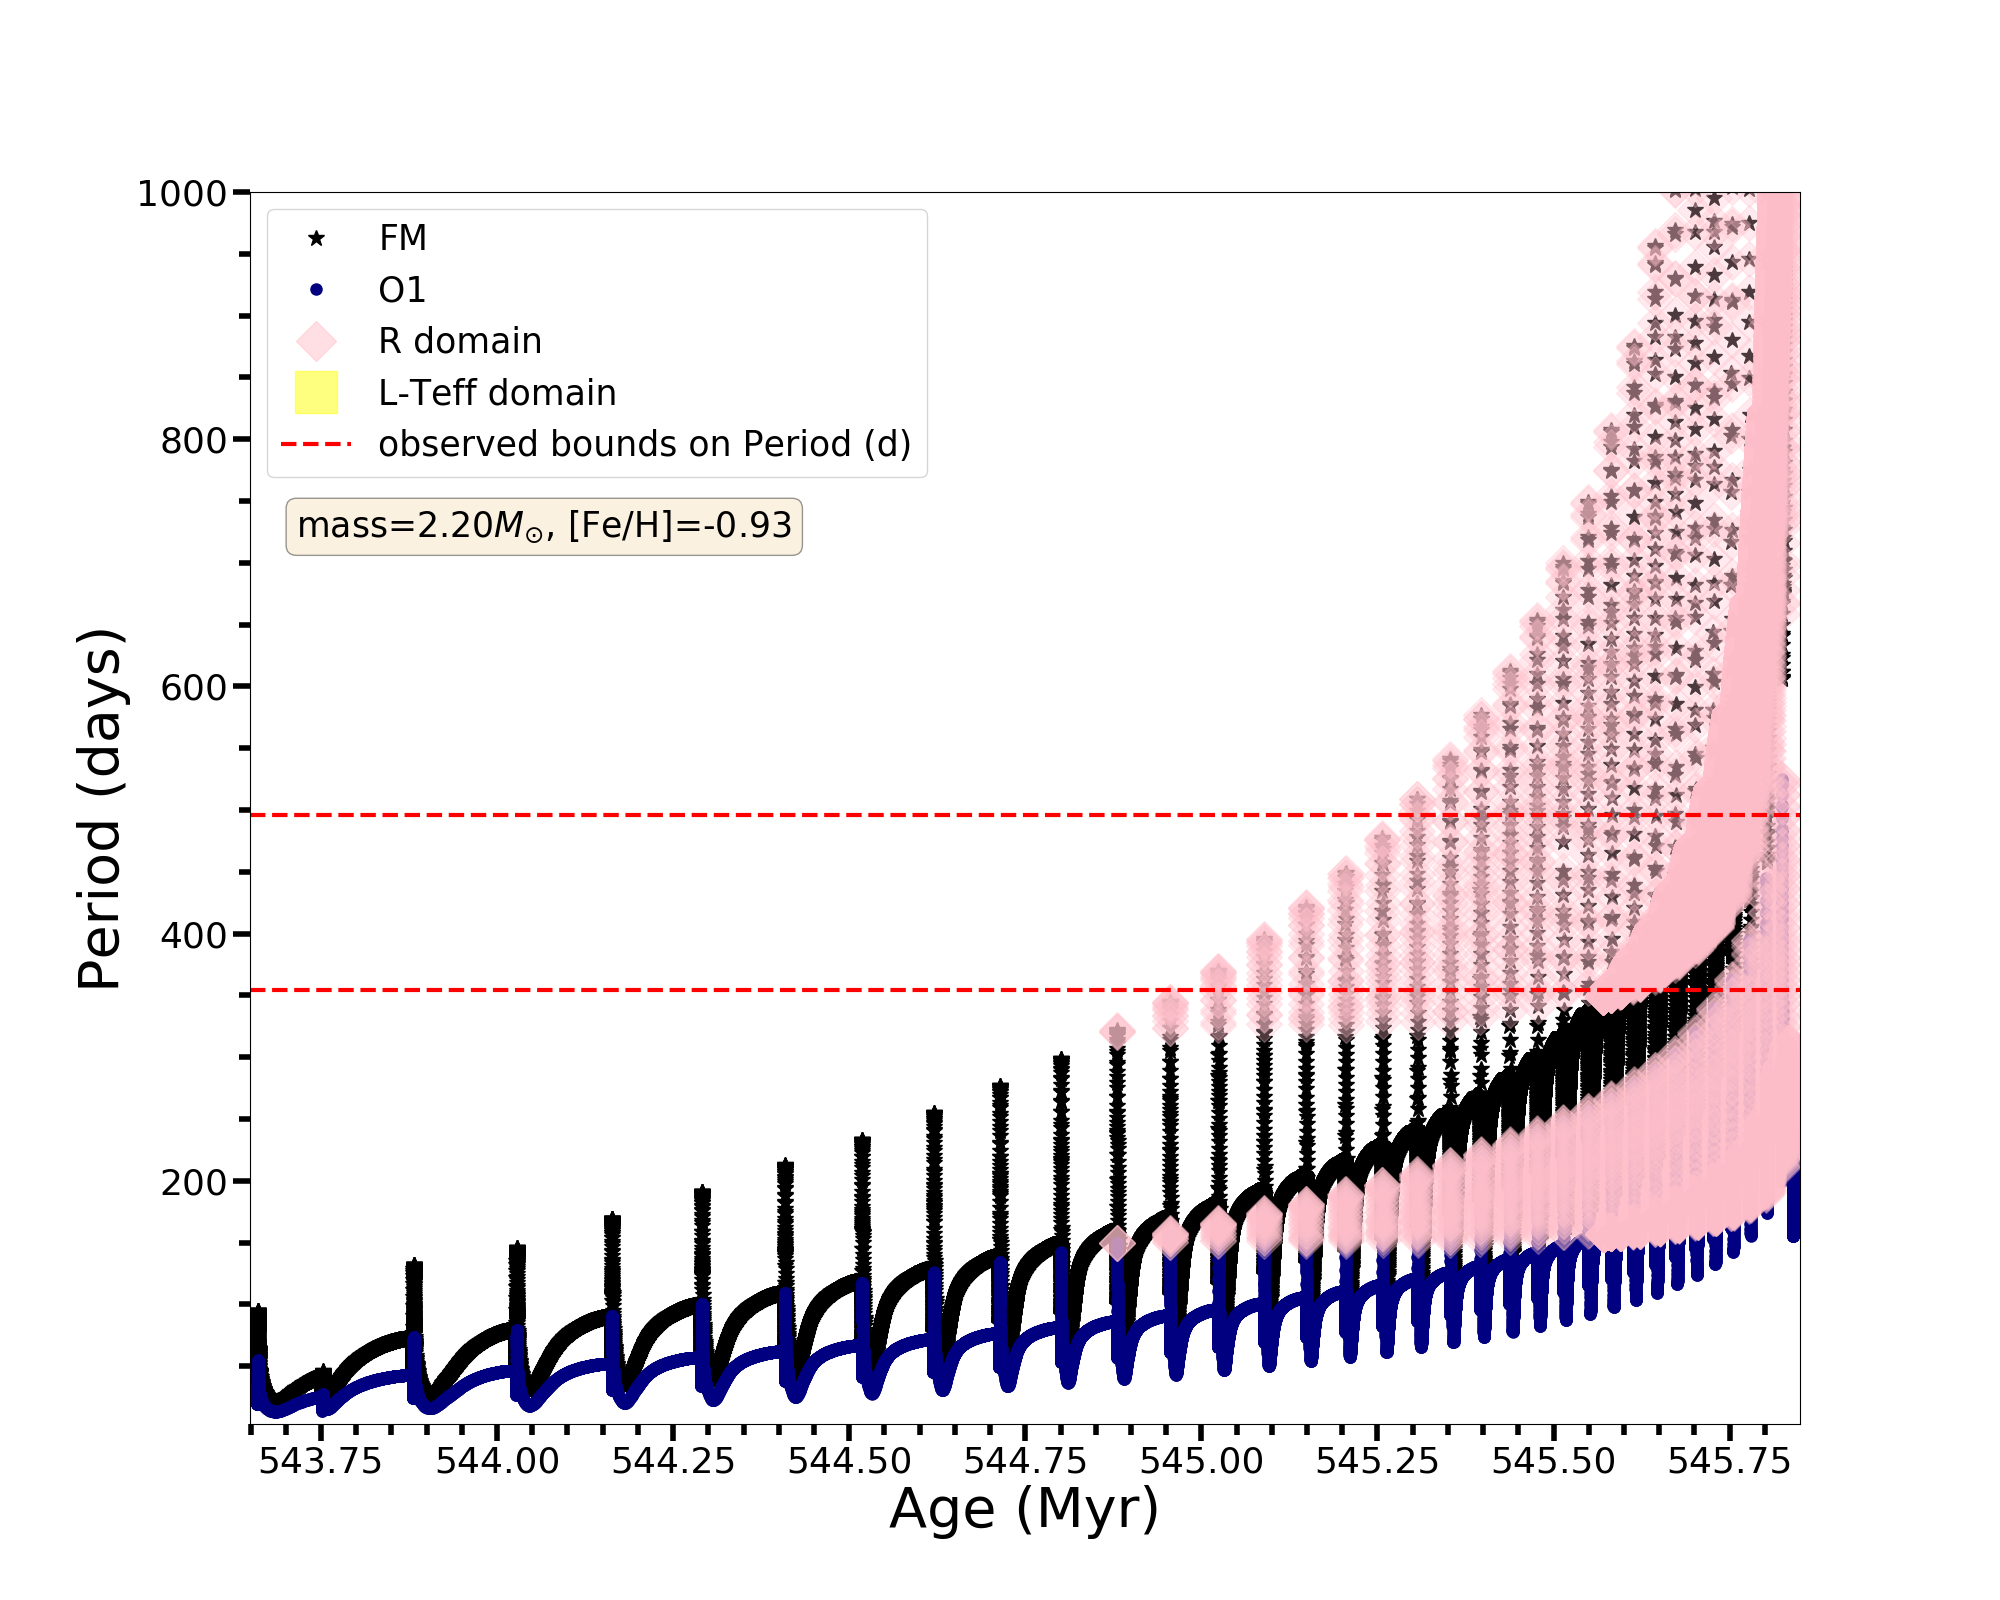 1000
800
600
400
200
Period (days)
FM
O1
R domain
L-Teff domain
observed bounds on Period (d)
mass=2.20M⊙, [Fe/H]=-0.93
543.75 544.00 544.25 544.50 544.75 545.00 545.25 545.50 545.75
Age (Myr)